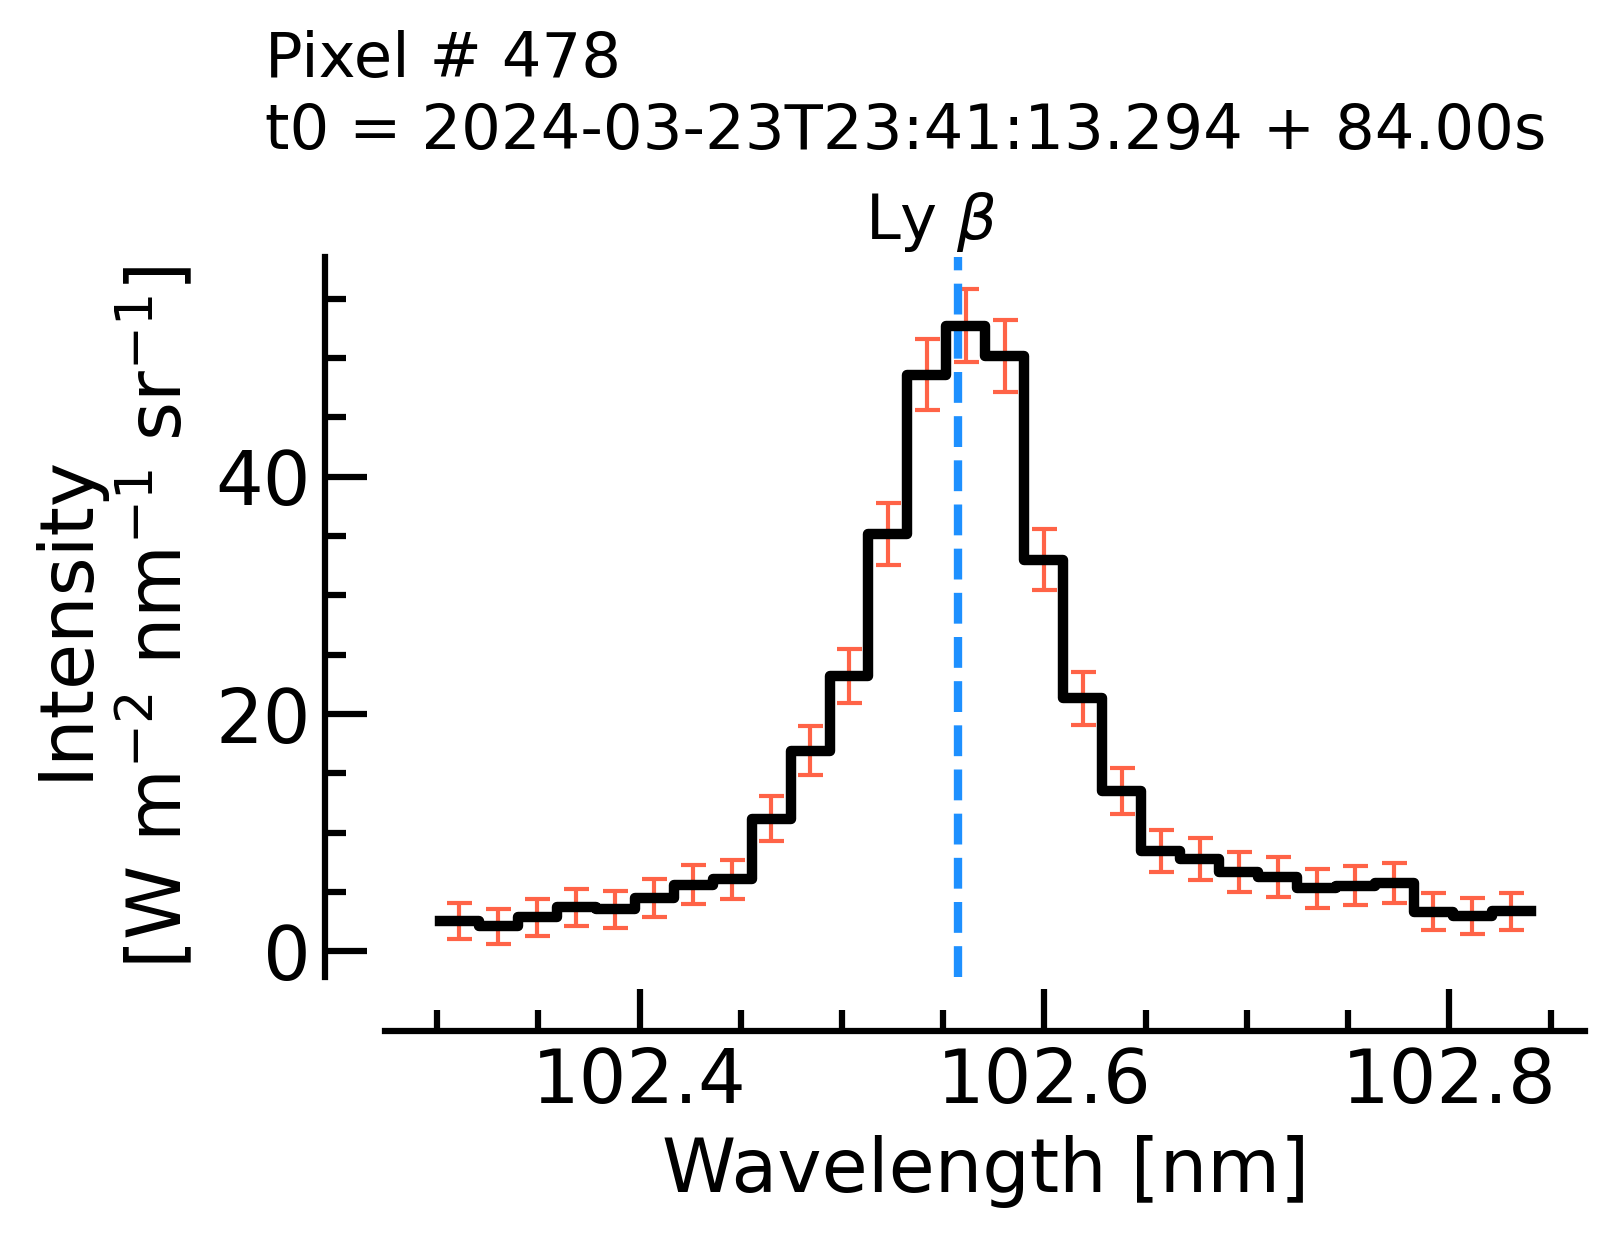 Pixel # 478
t0 = 2024-03-23T23:41:13.294 + 84.00s
Ly β
Intensity
[W m⁻² nm⁻¹ sr⁻¹]
40
20
0
102.4 102.6 102.8
Wavelength [nm]